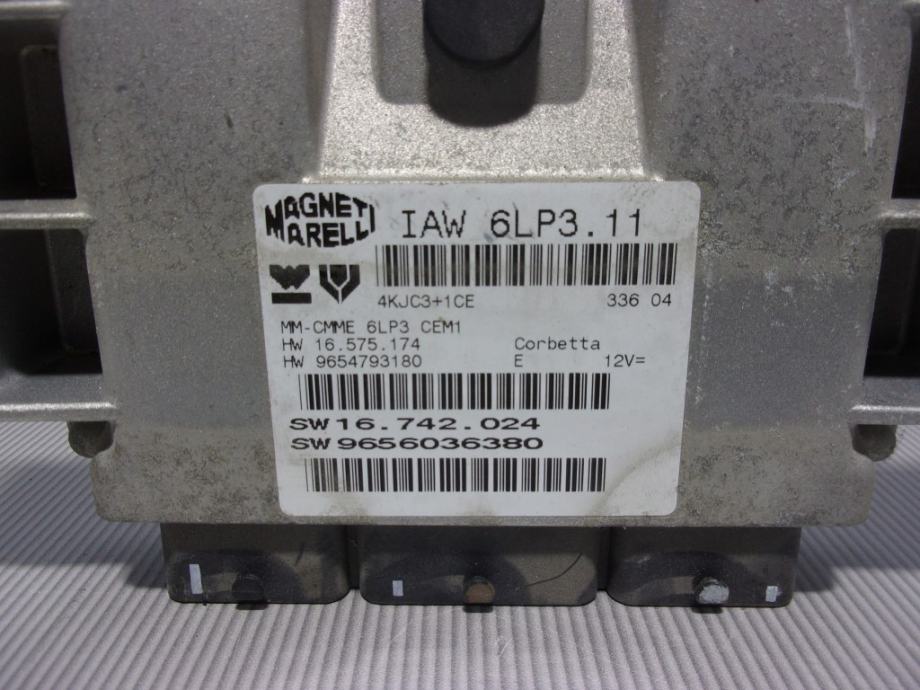 MAGNETI MARELLI
IAW 6LP3.11
4KJC3+1CE 336 04
MM-CMME 6LP3 CEM1
HW 16.575.174 Corbetta
HW 9654793180 E 12V=
SW 16.742.024
SW 9656036380